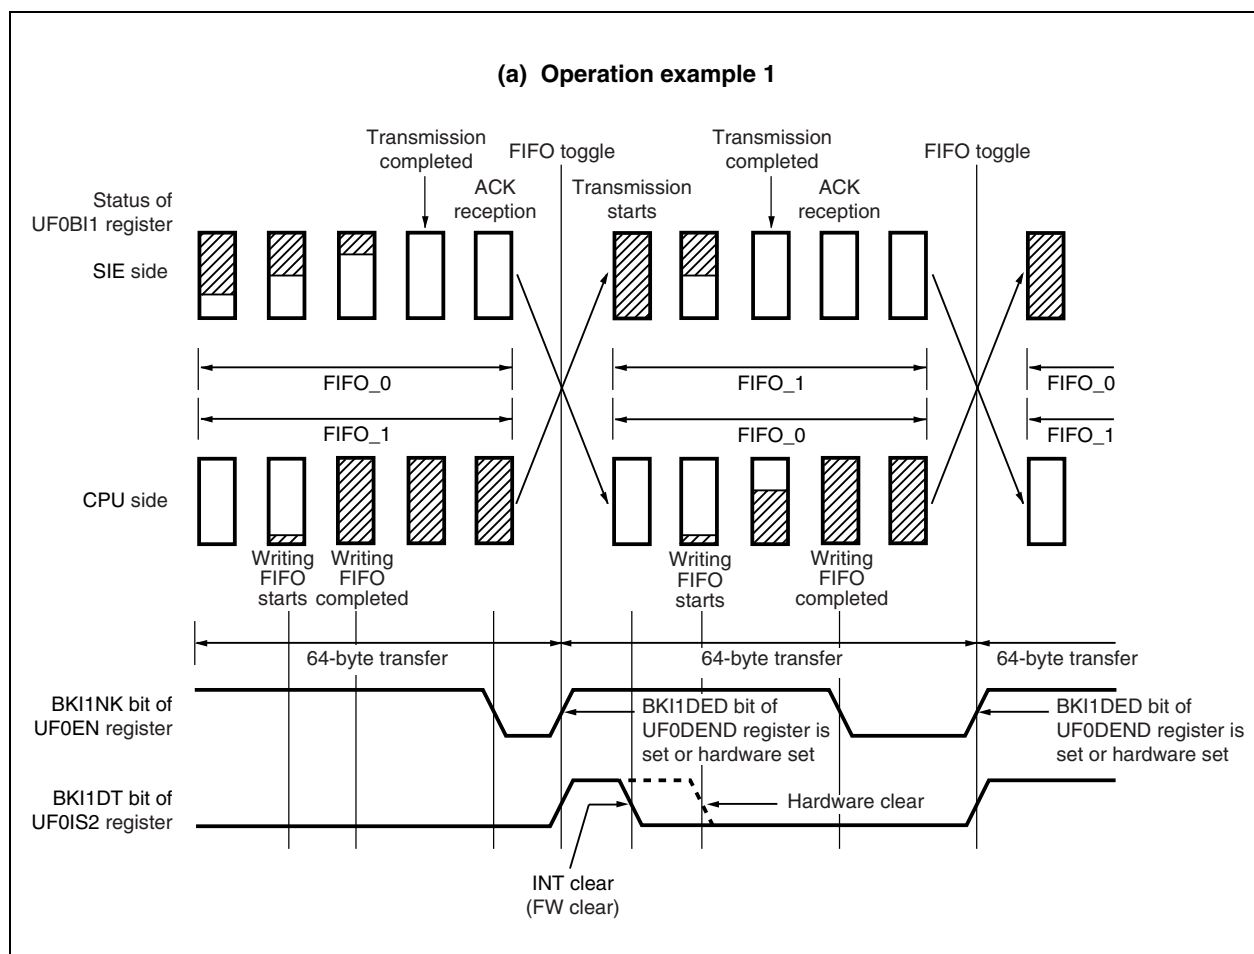 (a) Operation example 1
Transmission
completed
FIFO toggle
Transmission
completed
FIFO toggle
Status of
UF0BI1 register
ACK
reception
Transmission
starts
ACK
reception
SIE side
FIFO_0
FIFO_1
FIFO_0
FIFO_1
FIFO_0
FIFO_1
CPU side
Writing
FIFO
starts
Writing
FIFO
completed
Writing
FIFO
starts
Writing
FIFO
completed
64-byte transfer
64-byte transfer
64-byte transfer
BKI1NK bit of
UF0EN register
BKI1DED bit of
UF0DEND register is
set or hardware set
BKI1DED bit of
UF0DEND register is
set or hardware set
BKI1DT bit of
UF0IS2 register
Hardware clear
INT clear
(FW clear)